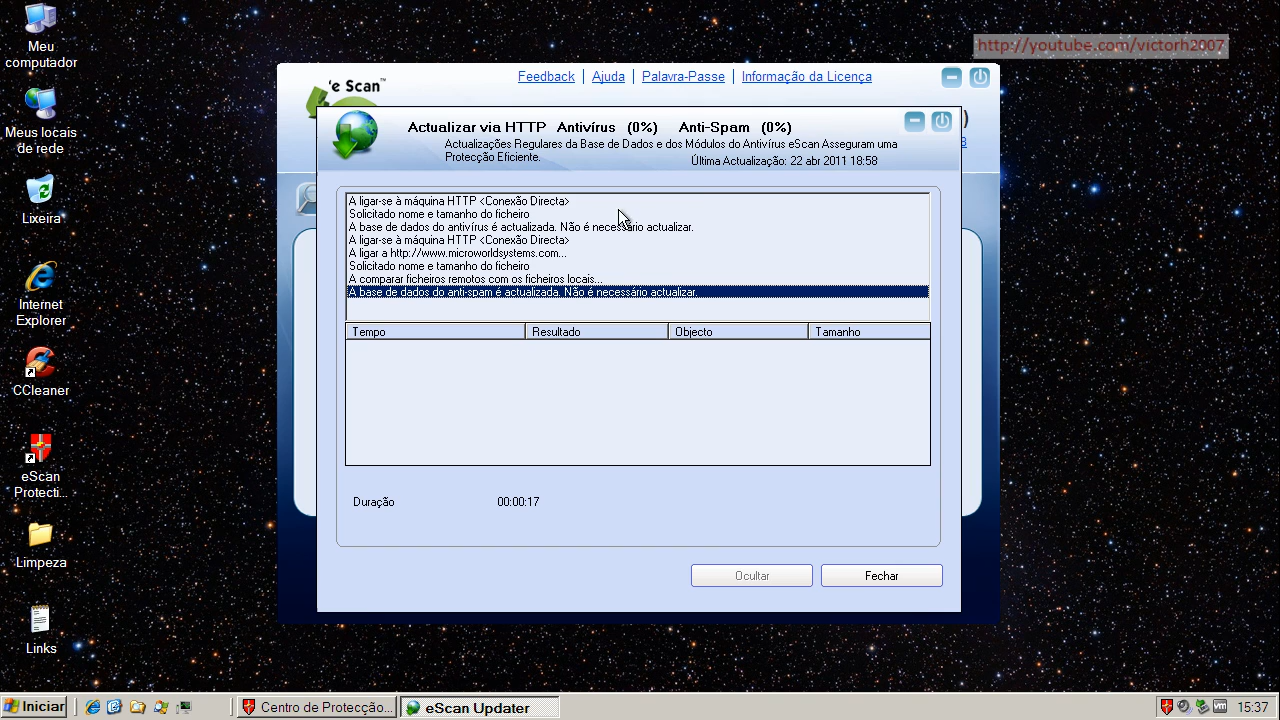 http://youtube.com/victorh2007
Meu
computador
Meus locais
de rede
Lixeira
Internet
Explorer
CCleaner
eScan
Protecti...
Limpeza
Links
e Scan™
Feedback | Ajuda | Palavra-Passe | Informação da Licença
Actualizar via HTTP Antivírus (0%) Anti-Spam (0%)
na Base de Dados e dos Módulos do Antivírus eScan Asseguram uma
Protecção Eficiente.
Última Actualização: 22 abr 2011 18:58
A ligar-se à máquina HTTP <Conexão Directa>
Solicitado nome e tamanho do ficheiro
A base de dados do antivírus é actualizada. Não é necessário actualizar.
A ligar-se à máquina HTTP <Conexão Directa>
A ligar a http://www.microworldsystems.com...
Solicitado nome e tamanho do ficheiro
A comparar ficheiros remotos com os ficheiros locais...
A base de dados do anti-spam é actualizada. Não é necessário actualizar.
Tempo Resultado Objecto Tamanho
Duração 00:00:17
Ocultar Fechar
Iniciar Centro de Protecção... eScan Updater 15:37